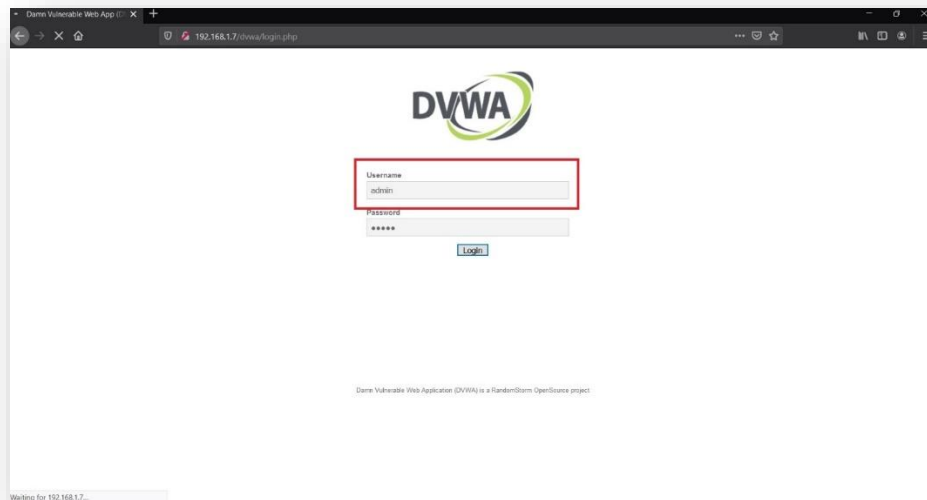 Damn Vulnerable Web App (D
192.168.1.7/dvwa/login.php
DVWA
Username
admin
Password
Login
Damn Vulnerable Web Application (DVWA) is a RandomStorm OpenSource project
Waiting for 192.168.1.7...